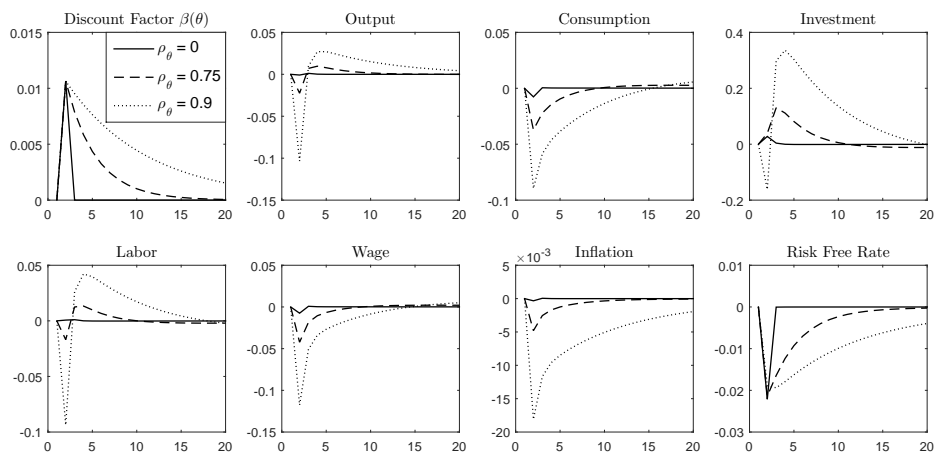 Discount Factor β(θ)
0.015
0.01
0.005
0
0 5 10 15 20
ρθ = 0
ρθ = 0.75
ρθ = 0.9
Output
0.05
0
-0.05
-0.1
-0.15
0 5 10 15 20
Consumption
0.05
0
-0.05
-0.1
0 5 10 15 20
Investment
0.4
0.2
0
-0.2
0 5 10 15 20
Labor
0.05
0
-0.05
-0.1
0 5 10 15 20
Wage
0.05
0
-0.05
-0.1
-0.15
0 5 10 15 20
Inflation
× 10-3
5
0
-5
-10
-15
-20
0 5 10 15 20
Risk Free Rate
0.01
0
-0.01
-0.02
-0.03
0 5 10 15 20